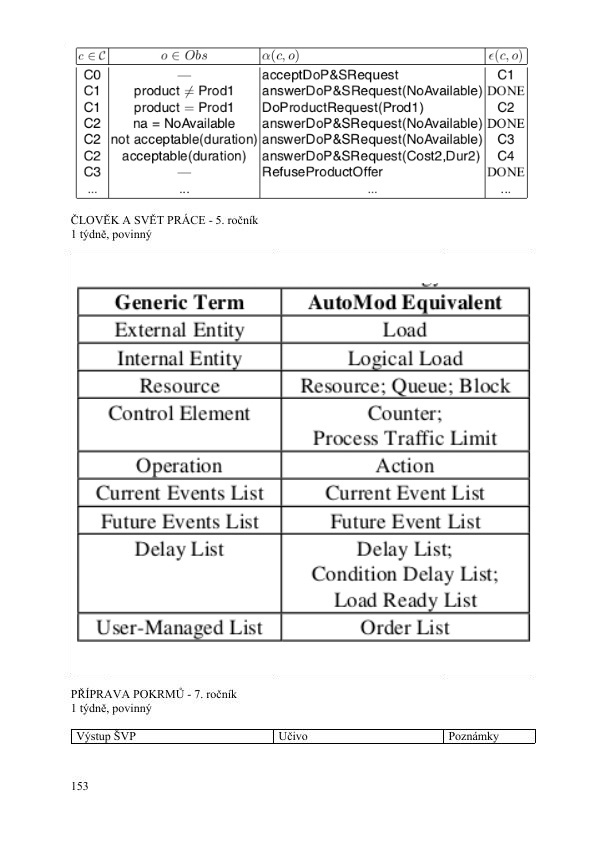 c ∈ C o ∈ Obs α(c, o) ϵ(c, o)
C0 — acceptDoP&SRequest C1
C1 product ≠ Prod1 answerDoP&SRequest(NoAvailable) DONE
C1 product = Prod1 DoProductRequest(Prod1) C2
C2 na = NoAvailable answerDoP&SRequest(NoAvailable) DONE
C2 not acceptable(duration) answerDoP&SRequest(NoAvailable) C3
C2 acceptable(duration) answerDoP&SRequest(Cost2,Dur2) C4
C3 — RefuseProductOffer DONE
... ... ... ...
ČLOVĚK A SVĚT PRÁCE - 5. ročník
1 týdně, povinný
Generic Term AutoMod Equivalent
External Entity Load
Internal Entity Logical Load
Resource Resource; Queue; Block
Control Element Counter;
Process Traffic Limit
Operation Action
Current Events List Current Event List
Future Events List Future Event List
Delay List Delay List;
Condition Delay List;
Load Ready List
User-Managed List Order List
PŘÍPRAVA POKRMŮ - 7. ročník
1 týdně, povinný
Výstup ŠVP Učivo Poznámky
153